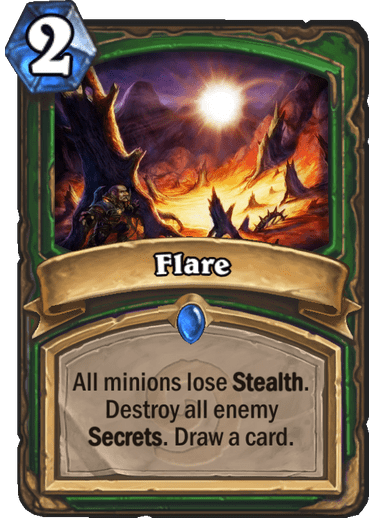 2
Flare
All minions lose Stealth.
Destroy all enemy
Secrets. Draw a card.